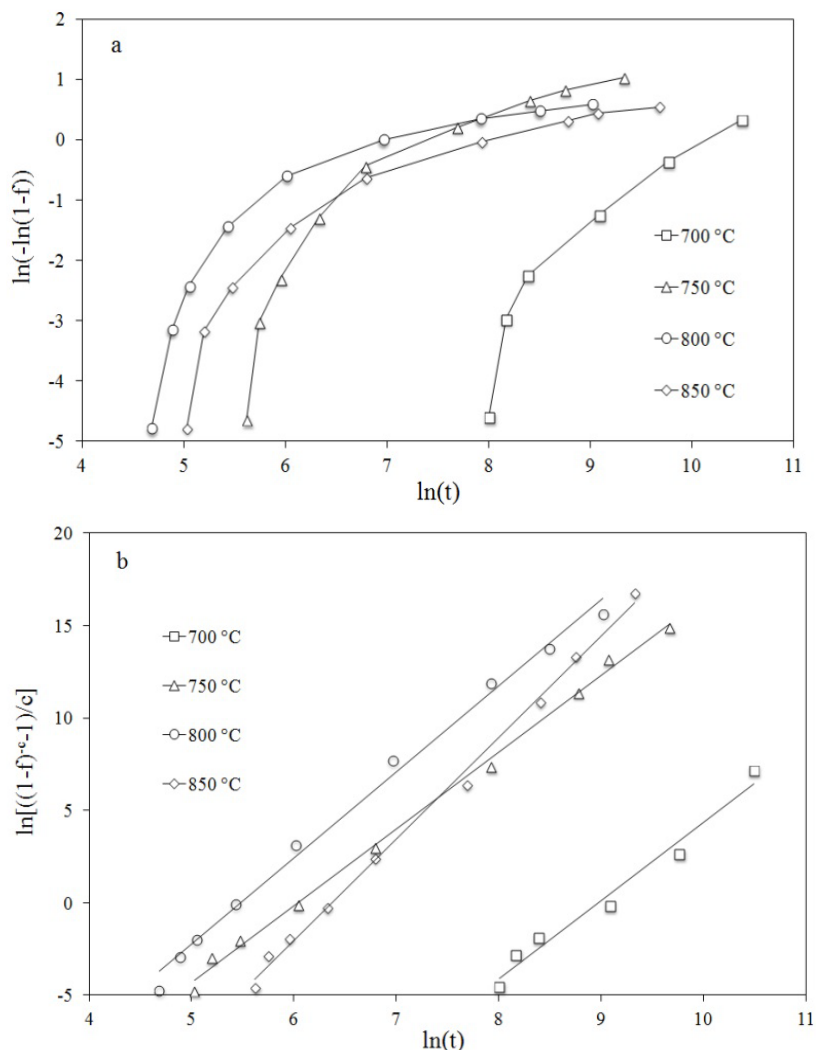 a
2
1
0
-1
-2
-3
-4
-5
ln(-ln(1-f))
700 °C
750 °C
800 °C
850 °C
4 5 6 7 8 9 10 11
ln(t)
b
20
15
10
5
0
-5
ln[((1-f)-c-1)/c]
700 °C
750 °C
800 °C
850 °C
4 5 6 7 8 9 10 11
ln(t)